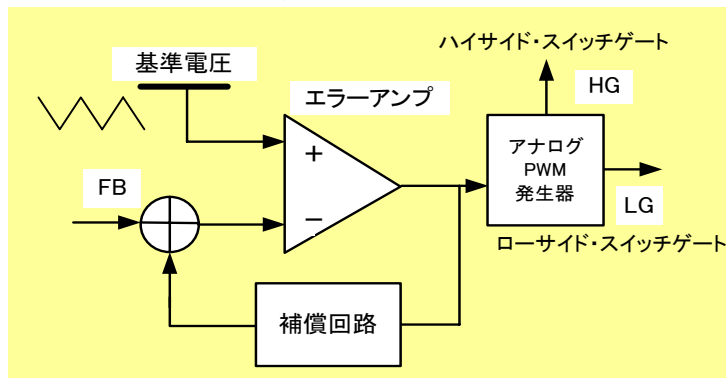 ハイサイド・スイッチゲート
基準電圧
エラーアンプ
HG
+
アナログ
PWM
発生器
FB
−
LG
ローサイド・スイッチゲート
補償回路